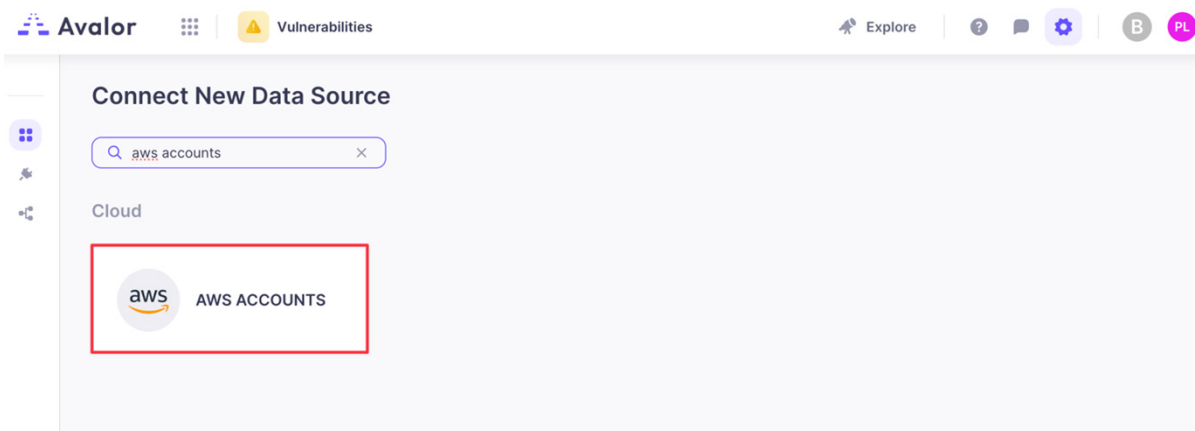 Avalor
Vulnerabilities
Explore
?
B
PL
Connect New Data Source
aws accounts
Cloud
aws
AWS ACCOUNTS